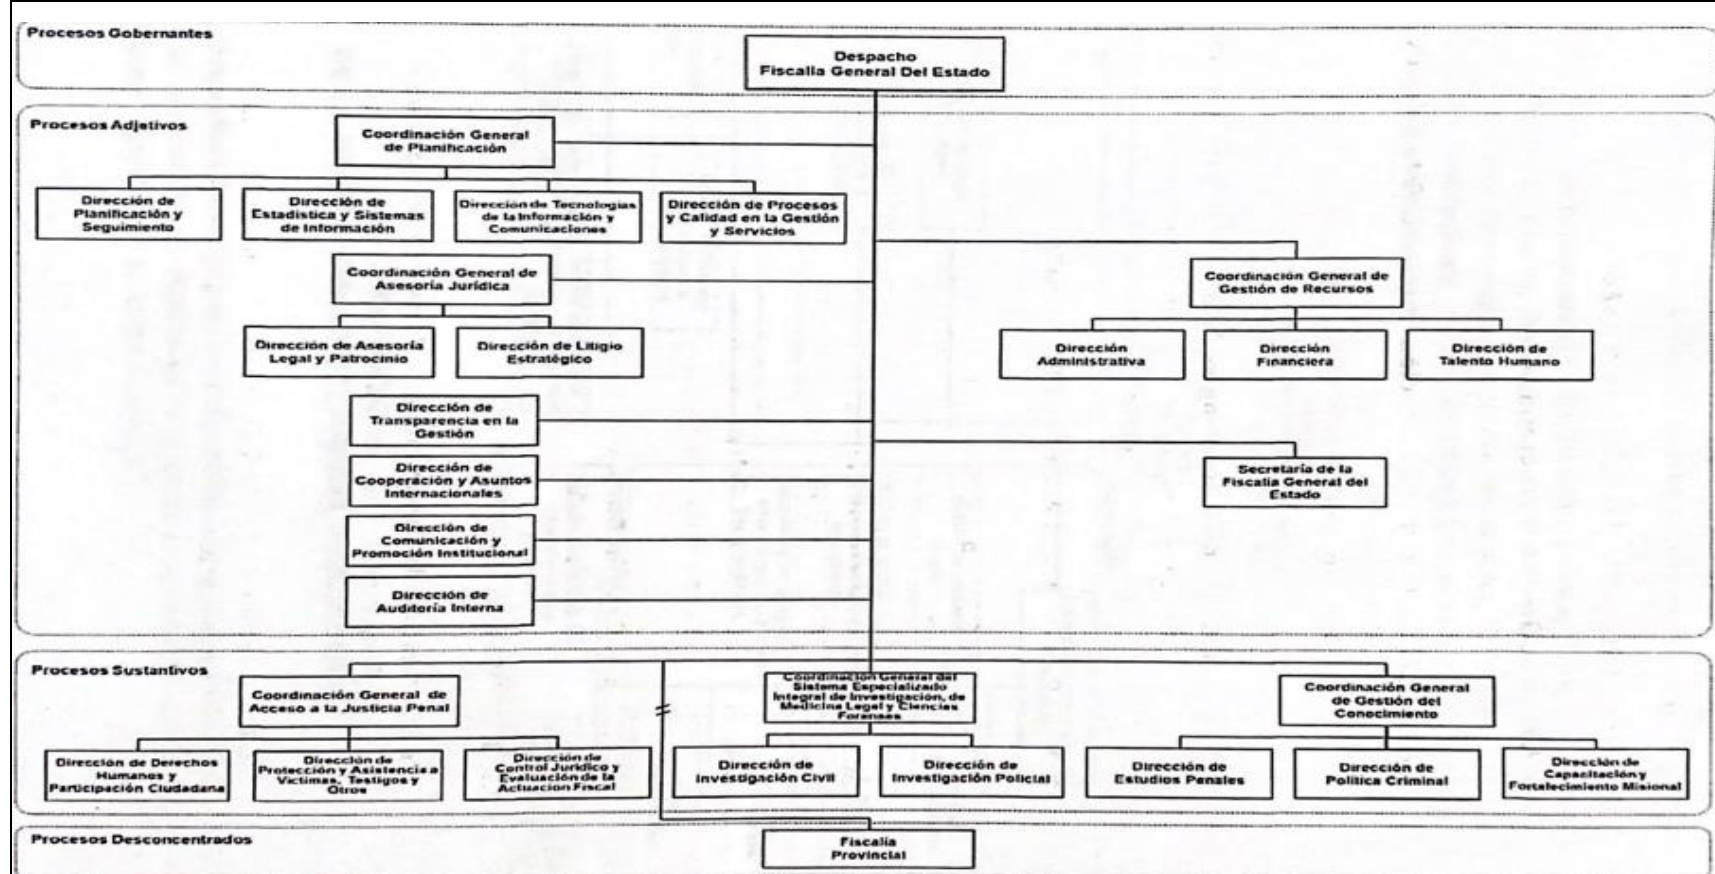 Procesos Gobernantes
Despacho
Fiscalía General Del Estado
Procesos Adjetivos
Coordinación General
de Planificación
Dirección de
Planificación y
Seguimiento
Dirección de
Estadística y Sistemas
de Información
Dirección de Tecnologías
de la Información y
Comunicaciones
Dirección de Procesos
y Calidad en la Gestión
y Servicios
Coordinación General de
Asesoría Jurídica
Coordinación General de
Gestión de Recursos
Dirección de Asesoría
Legal y Patrocinio
Dirección de Litigio
Estratégico
Dirección
Administrativa
Dirección
Financiera
Dirección de
Talento Humano
Dirección de
Transparencia en la
Gestión
Dirección de
Cooperación y Asuntos
Internacionales
Secretaría de la
Fiscalía General del
Estado
Dirección de
Comunicación y
Promoción Institucional
Dirección de
Auditoría Interna
Procesos Sustantivos
Coordinación General de
Acceso a la Justicia Penal
Coordinación General del
Sistema Especializado
Integral de Investigación, de
Medicina Legal y Ciencias
Forenses
Coordinación General
de Gestión del
Conocimiento
Dirección de Derechos
Humanos y
Participación Ciudadana
Dirección de
Protección y Asistencia a
Víctimas, Testigos y
Otros
Dirección de
Control Jurídico y
Evaluación de la
Actuación Fiscal
Dirección de
Investigación Civil
Dirección de
Investigación Policial
Dirección de
Estudios Penales
Dirección de
Política Criminal
Dirección de
Capacitación y
Fortalecimiento Misional
Procesos Desconcentrados
Fiscalía
Provincial